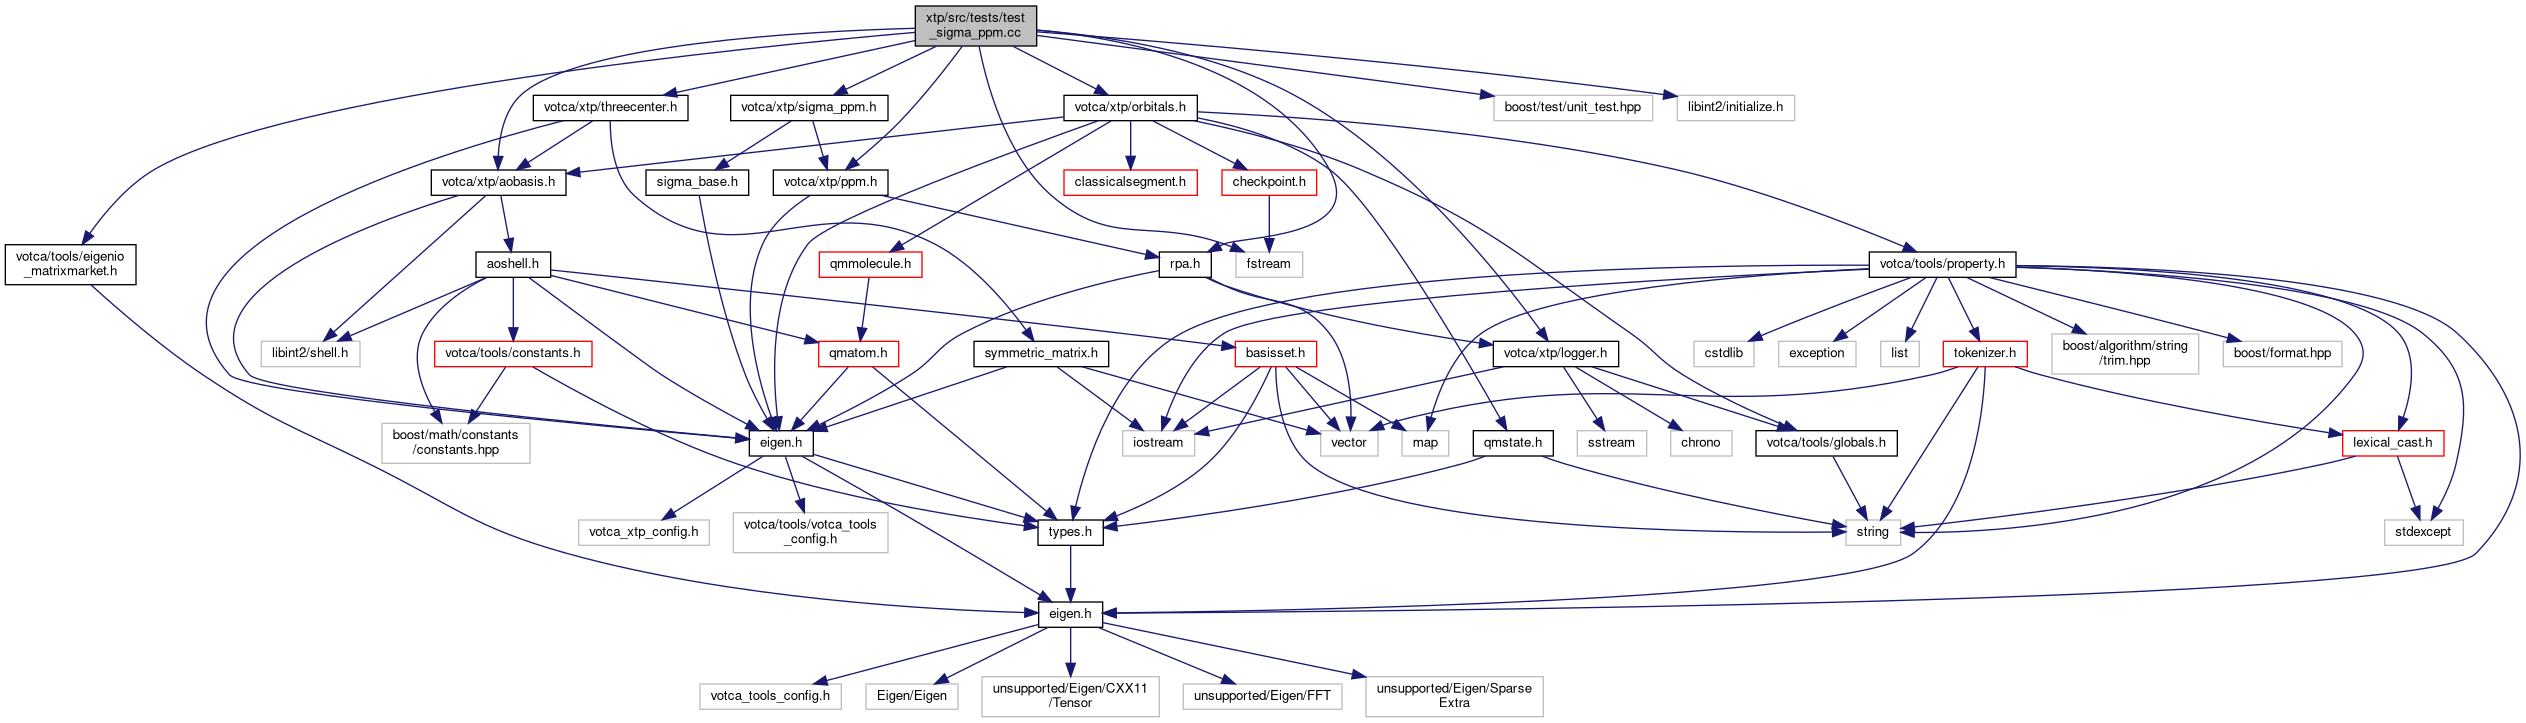 xtp/src/tests/test
_sigma_ppm.cc
votca/xtp/threecenter.h
votca/xtp/sigma_ppm.h
votca/xtp/orbitals.h
boost/test/unit_test.hpp
libint2/initialize.h
votca/xtp/aobasis.h
sigma_base.h
votca/xtp/ppm.h
classicalsegment.h
checkpoint.h
votca/tools/eigenio
_matrixmarket.h
aoshell.h
qmmolecule.h
rpa.h
fstream
votca/tools/property.h
libint2/shell.h
votca/tools/constants.h
qmatom.h
symmetric_matrix.h
basisset.h
votca/xtp/logger.h
cstdlib
exception
list
tokenizer.h
boost/algorithm/string
/trim.hpp
boost/format.hpp
boost/math/constants
/constants.hpp
eigen.h
iostream
vector
map
qmstate.h
sstream
chrono
votca/tools/globals.h
lexical_cast.h
votca_xtp_config.h
votca/tools/votca_tools
_config.h
types.h
string
stdexcept
eigen.h
votca_tools_config.h
Eigen/Eigen
unsupported/Eigen/CXX11
/Tensor
unsupported/Eigen/FFT
unsupported/Eigen/Sparse
Extra